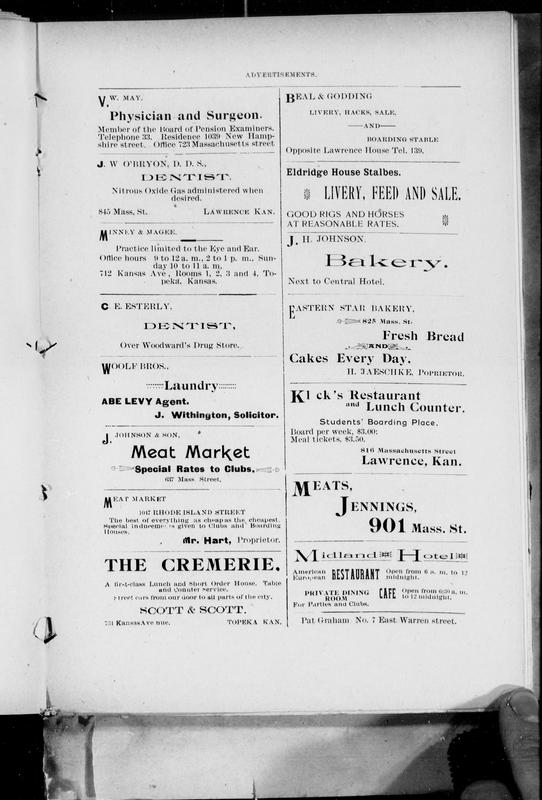 ADVERTISEMENTS.
V. W. MAY.
Physician and Surgeon.
Member of the Board of Pension Examiners.
Telephone 33. Residence 1039 New Hamp-
shire street. Office 723 Massachusetts street
J. W O'BRYON, D. D. S.,
DENTIST.
Nitrous Oxide Gas administered when
desired.
845 Mass. St. LAWRENCE KAN.
MINNEY & MAGEE.
Practice limited to the Eye and Ear.
Office hours 9 to 12 a. m., 2 to 1 p. m., Sun-
day 10 to 11 a. m.
712 Kansas Ave, Rooms 1, 2, 3 and 4, To-
peka, Kansas.
C E. ESTERLY,
DENTIST,
Over Woodward's Drug Store.
WOOLF BROS.,
Laundry
ABE LEVY Agent.
J. Withington, Solicitor.
J. JOHNSON & SON,
Meat Market
Special Rates to Clubs.
637 Mass. Street,
MEAT MARKET
1047 RHODE ISLAND STREET
The best of everything as cheap as the cheapest.
Special inducemen's given to Clubs and Boarding
Houses.
Mr. Hart, Proprietor.
THE CREMERIE.
A first-class Lunch and Short Order House, Table
and Counter Service.
Street cars from our door to all parts of the city.
SCOTT & SCOTT.
731 Kansas Ave nue. TOPEKA KAN.
BEAL & GODDING
LIVERY, HACKS, SALE,
AND
BOARDING STABLE
Opposite Lawrence House Tel. 139.
Eldridge House Stalbes.
LIVERY, FEED AND SALE.
GOOD RIGS AND HORSES
AT REASONABLE RATES.
J. H. JOHNSON.
Bakery.
Next to Central Hotel.
EASTERN STAR BAKERY,
825 Mass. St.
Fresh Bread
AND
Cakes Every Day.
H. JAESCHKE, POPRIETOR.
Kl ck's Restaurant
and Lunch Counter.
Students' Boarding Place.
Board per week, $3.00:
Meal tickets, $3.50.
816 Massachusetts Street
Lawrence, Kan.
MEATS,
JENNINGS,
901 Mass. St.
Midland Hotel
American
European RESTAURANT Open from 6 a. m. to 12
midnight.
PRIVATE DINING
ROOM CAFE Open from 6:30 a. m.
to 12 midnight.
For Parties and Clubs.
Pat Graham No. 7 East Warren street.